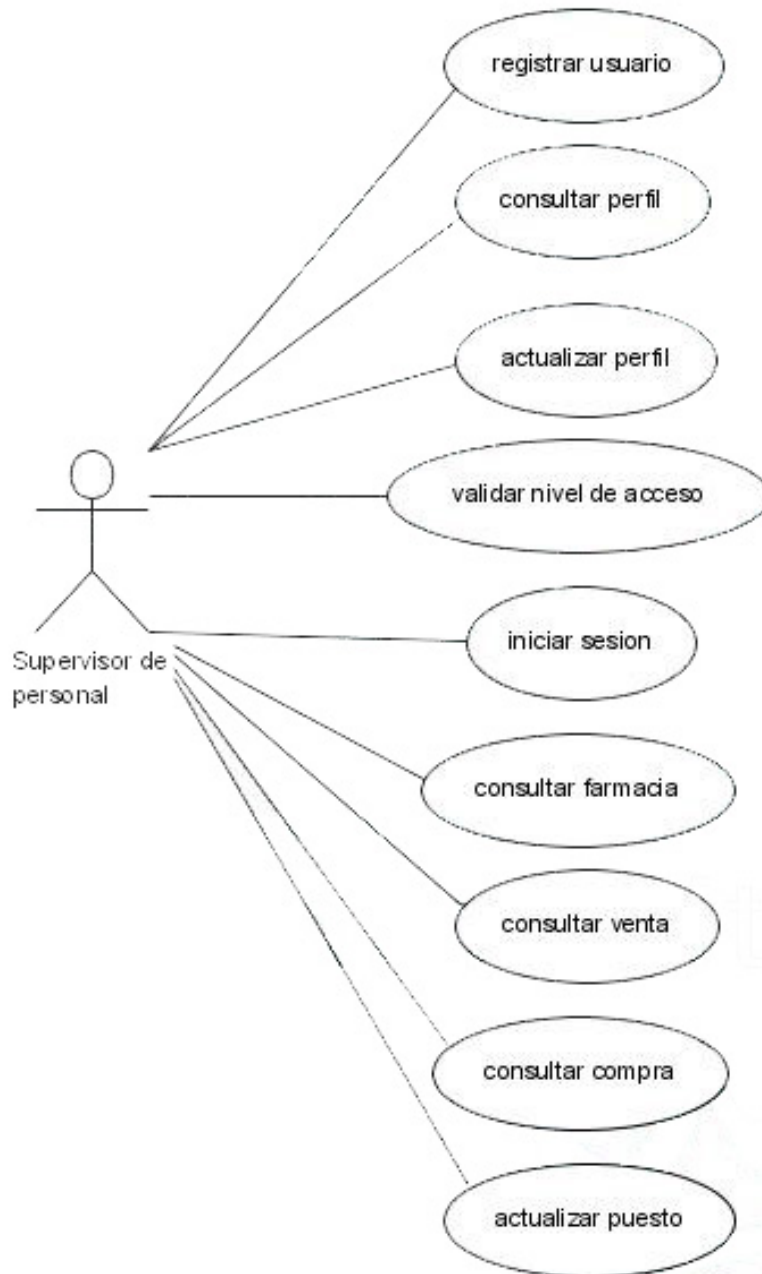 registrar usuario
consultar perfil
actualizar perfil
validar nivel de acceso
iniciar sesion
Supervisor de
personal
consultar farmacia
consultar venta
consultar compra
actualizar puesto